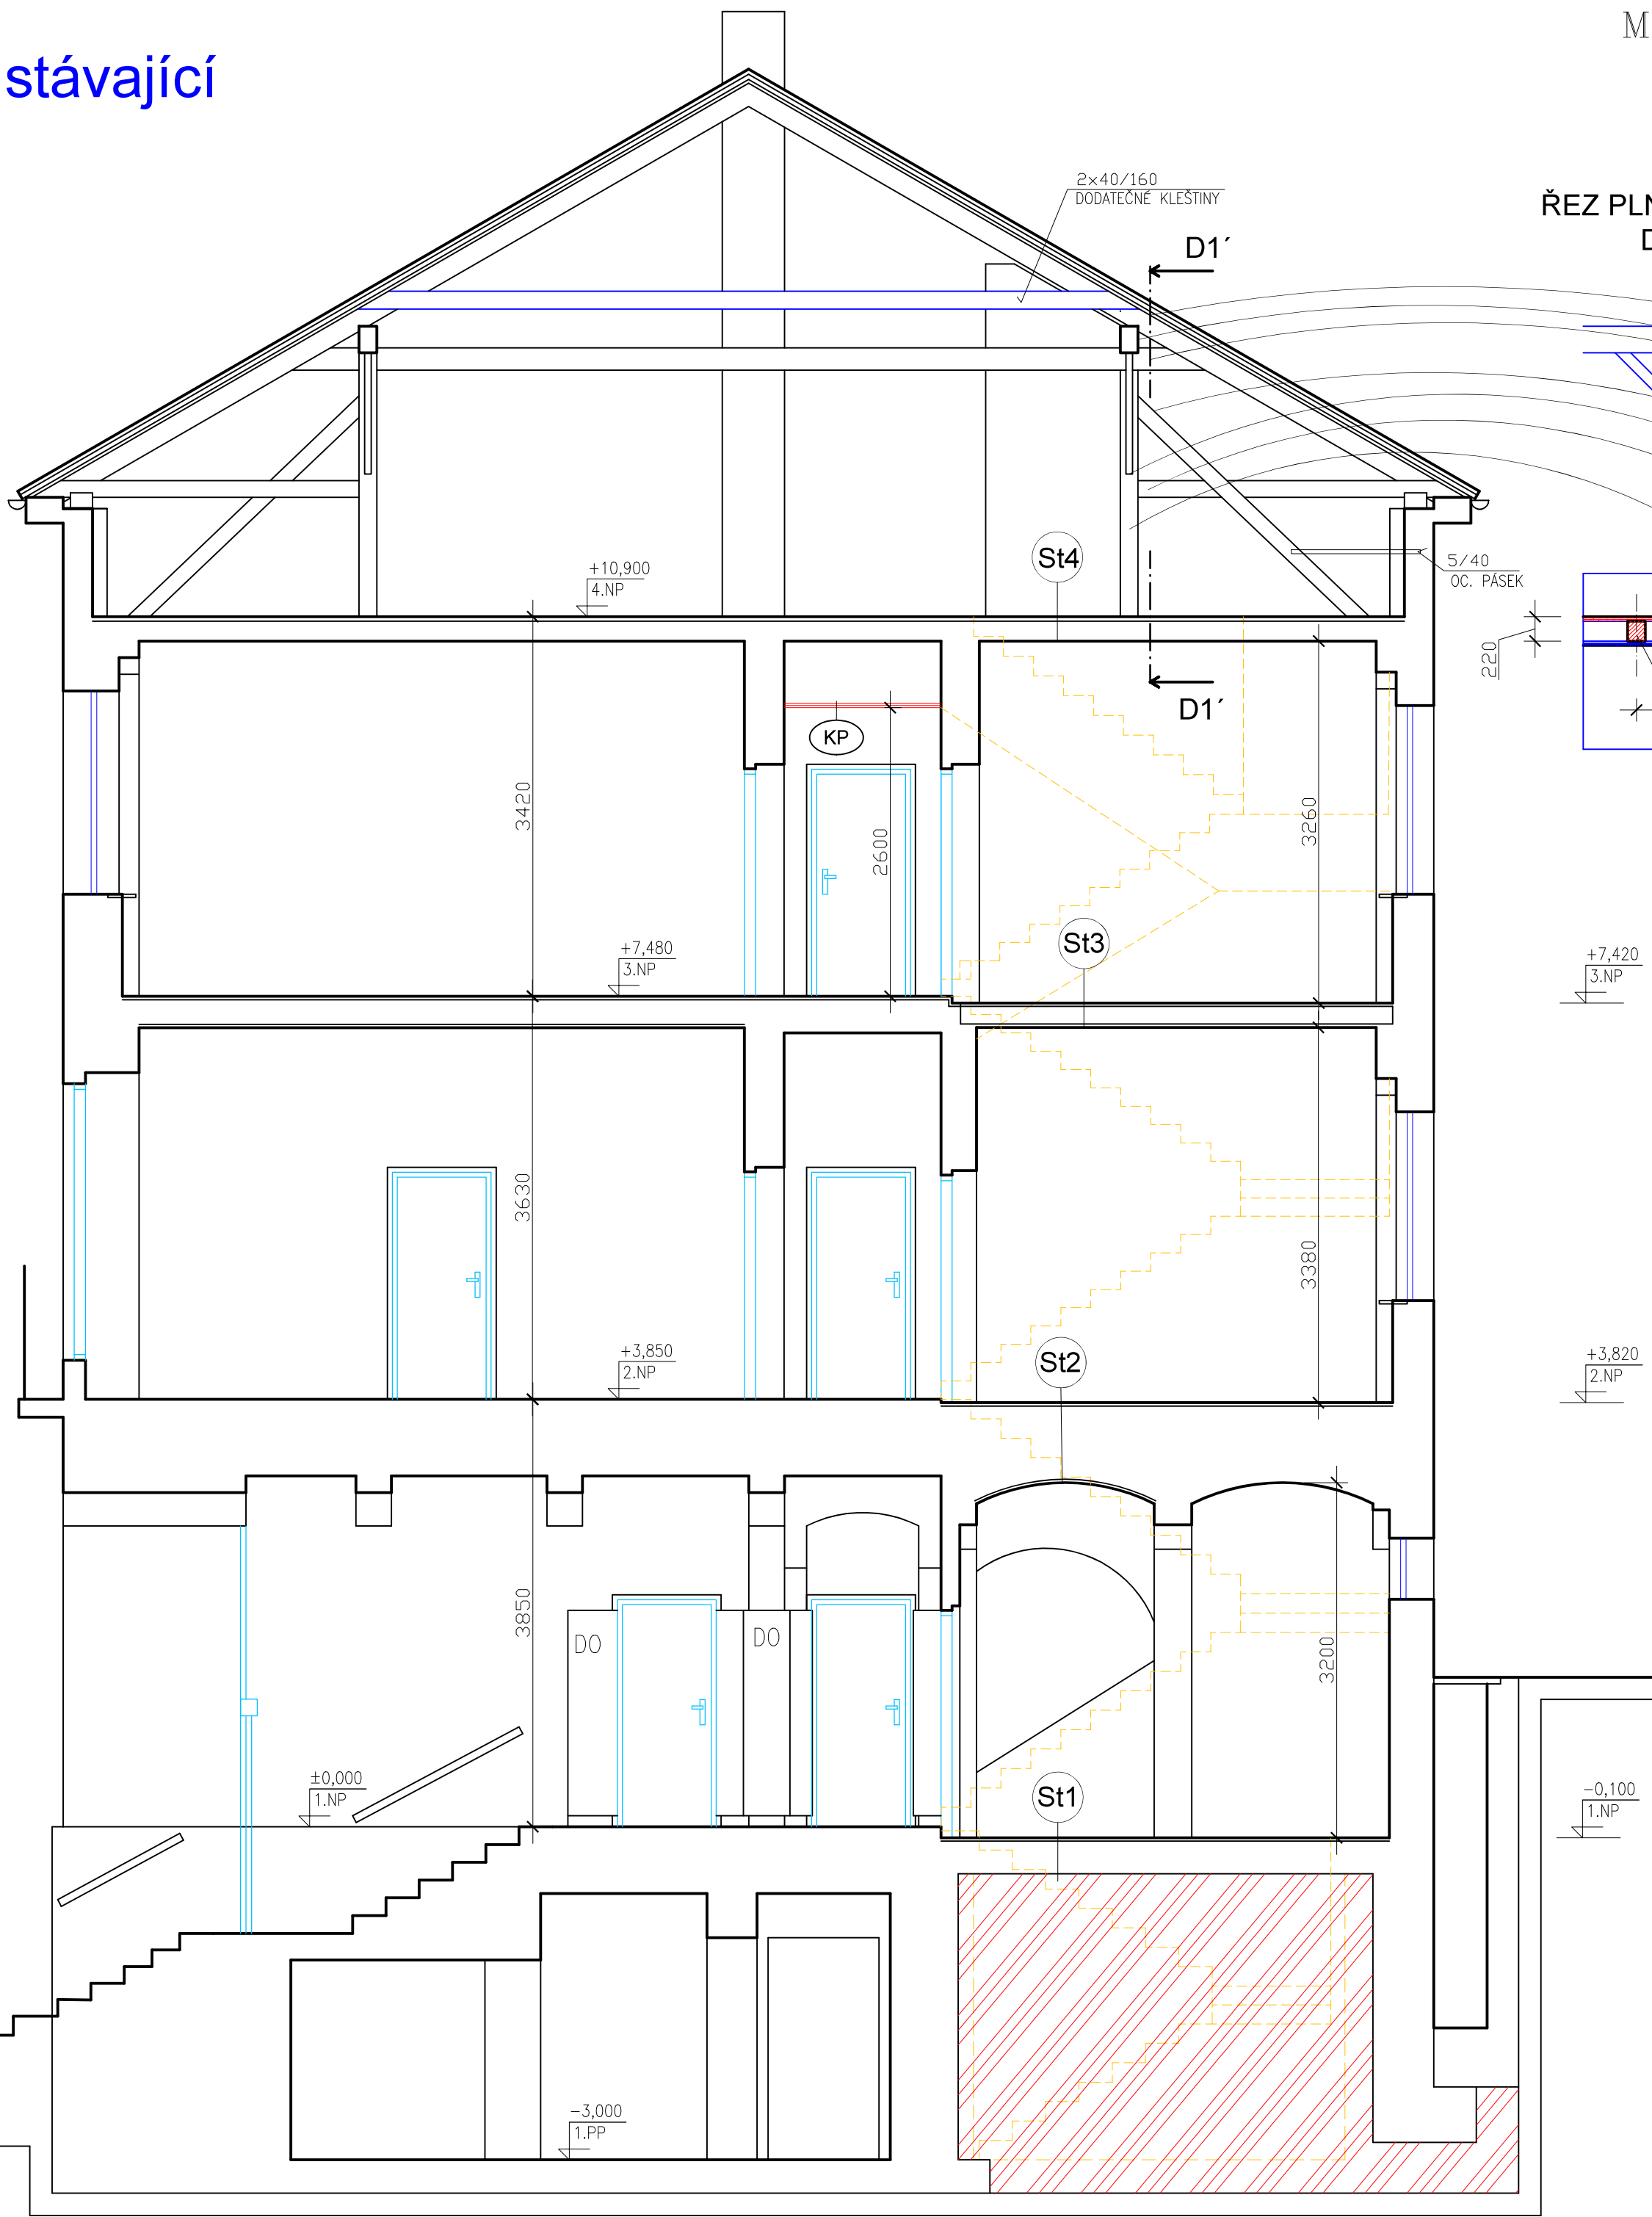 M
stávající
2×40/160
DODATEČNÉ KLEŠTINY
ŘEZ PLN
D
D1´
St4
5/40
OC. PÁSEK
+10,900
4.NP
220
D1´
KP
3420
2600
3260
St3
+7,480
3.NP
+7,420
3.NP
3630
3380
St2
+3,850
2.NP
+3,820
2.NP
3850
DO
DO
3200
±0,000
1.NP
St1
-0,100
1.NP
-3,000
1.PP